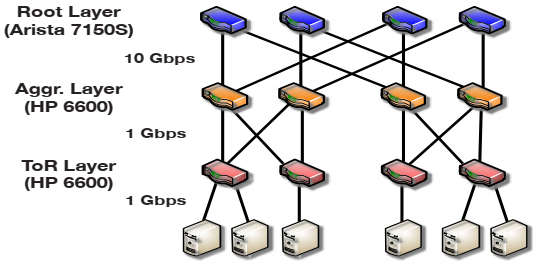 Root Layer
(Arista 7150S)
10 Gbps
Aggr. Layer
(HP 6600)
1 Gbps
ToR Layer
(HP 6600)
1 Gbps